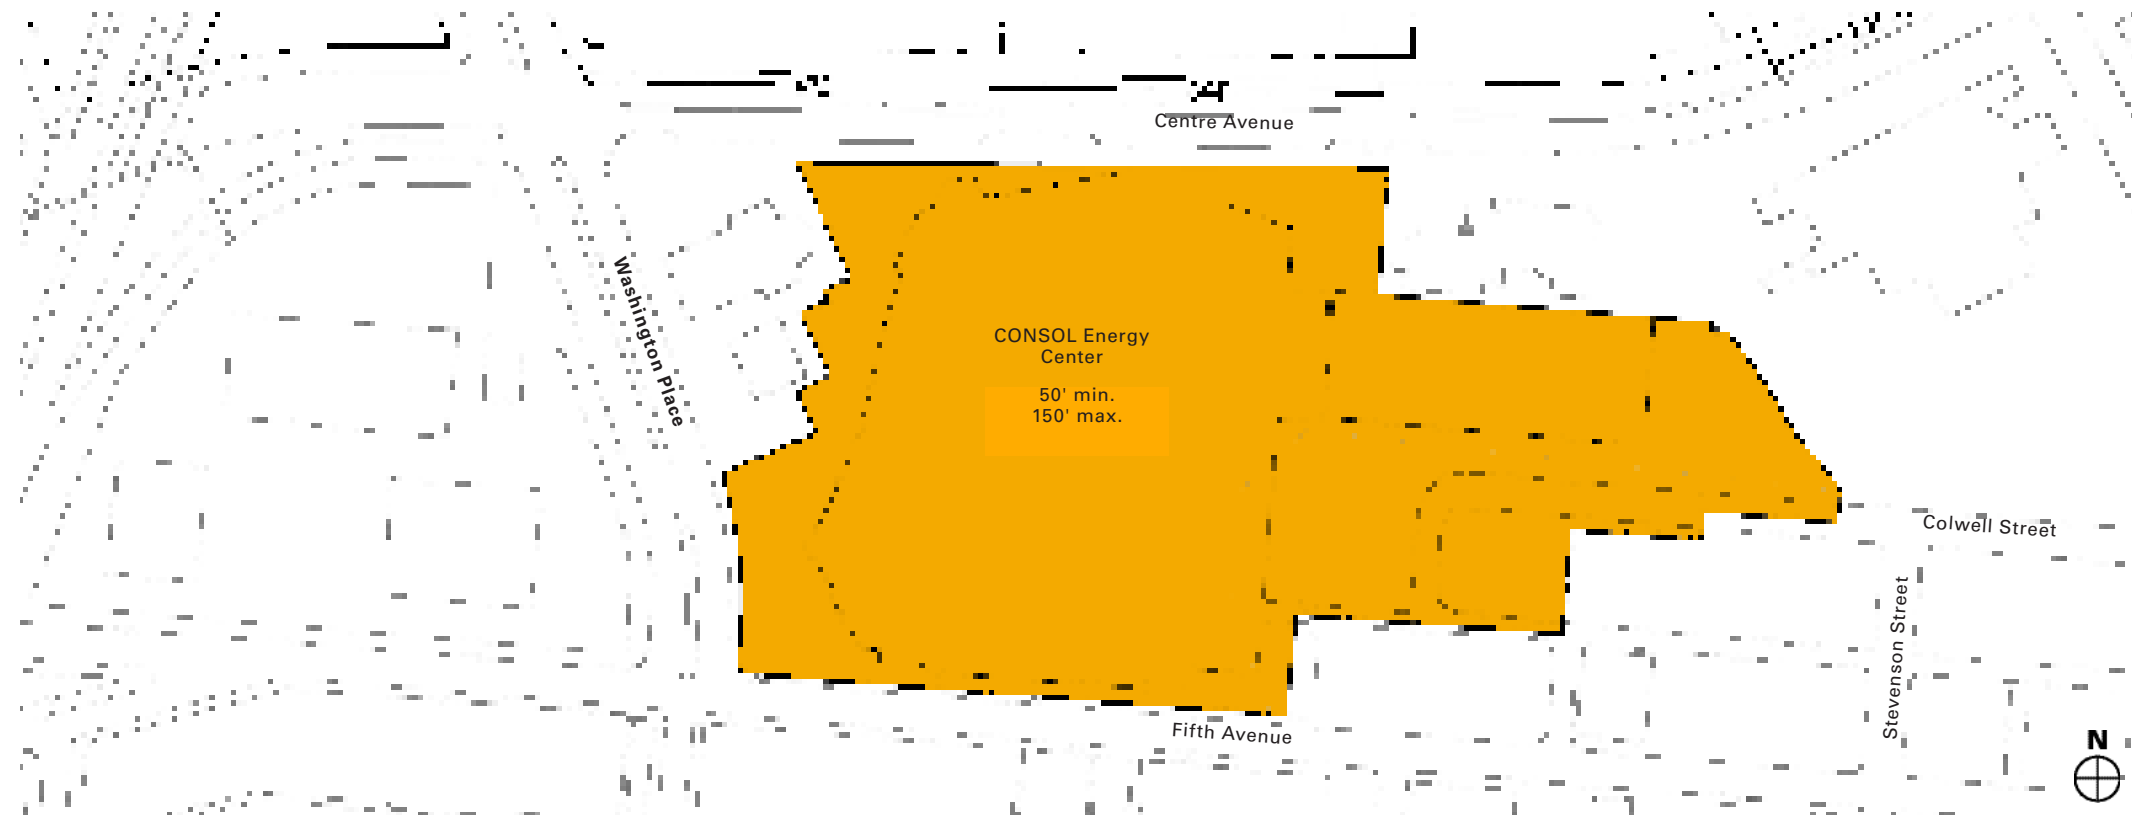 Centre Avenue
Washington Place
CONSOL Energy
Center
50' min.
150' max.
Colwell Street
Stevenson Street
Fifth Avenue
N